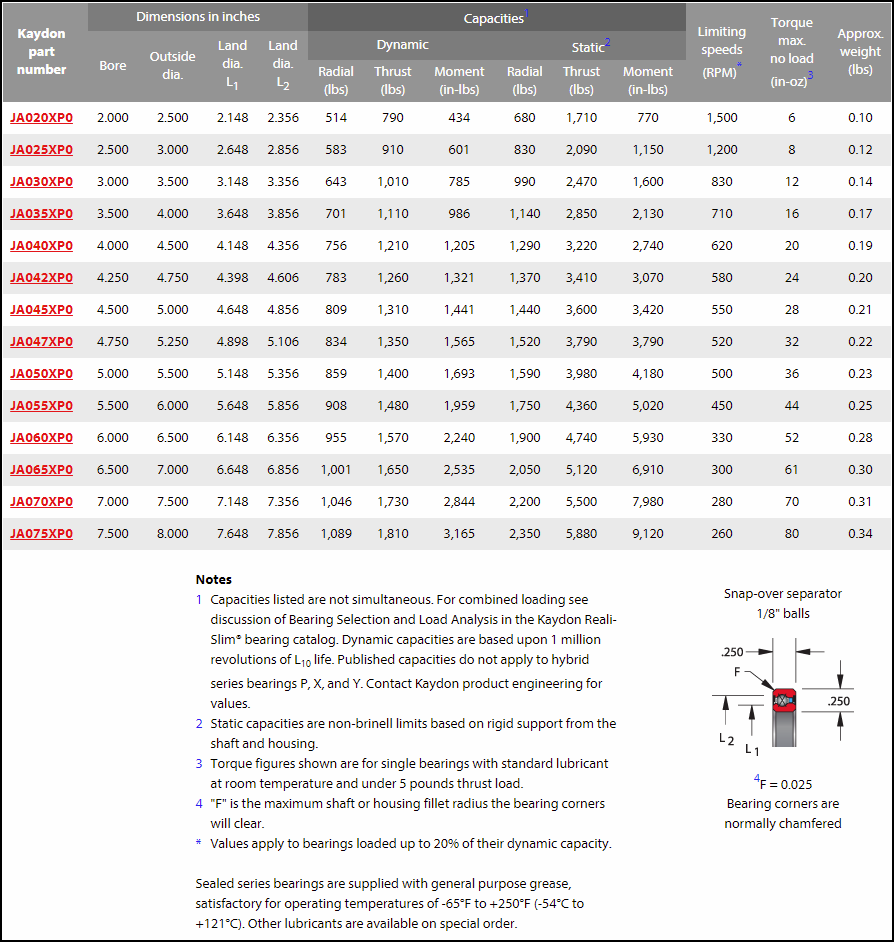 Kaydon part number Dimensions in inches Capacities1 Limiting speeds (RPM)* Torque max. no load (in-oz)3 Approx. weight (lbs)
Bore Outside dia. Land dia. L1 Land dia. L2 Dynamic Static2
Radial (lbs) Thrust (lbs) Moment (in-lbs) Radial (lbs) Thrust (lbs) Moment (in-lbs)
JA020XP0 2.000 2.500 2.148 2.356 514 790 434 680 1,710 770 1,500 6 0.10
JA025XP0 2.500 3.000 2.648 2.856 583 910 601 830 2,090 1,150 1,200 8 0.12
JA030XP0 3.000 3.500 3.148 3.356 643 1,010 785 990 2,470 1,600 830 12 0.14
JA035XP0 3.500 4.000 3.648 3.856 701 1,110 986 1,140 2,850 2,130 710 16 0.17
JA040XP0 4.000 4.500 4.148 4.356 756 1,210 1,205 1,290 3,220 2,740 620 20 0.19
JA042XP0 4.250 4.750 4.398 4.606 783 1,260 1,321 1,370 3,410 3,070 580 24 0.20
JA045XP0 4.500 5.000 4.648 4.856 809 1,310 1,441 1,440 3,600 3,420 550 28 0.21
JA047XP0 4.750 5.250 4.898 5.106 834 1,350 1,565 1,520 3,790 3,790 520 32 0.22
JA050XP0 5.000 5.500 5.148 5.356 859 1,400 1,693 1,590 3,980 4,180 500 36 0.23
JA055XP0 5.500 6.000 5.648 5.856 908 1,480 1,959 1,750 4,360 5,020 450 44 0.25
JA060XP0 6.000 6.500 6.148 6.356 955 1,570 2,240 1,900 4,740 5,930 330 52 0.28
JA065XP0 6.500 7.000 6.648 6.856 1,001 1,650 2,535 2,050 5,120 6,910 300 61 0.30
JA070XP0 7.000 7.500 7.148 7.356 1,046 1,730 2,844 2,200 5,500 7,980 280 70 0.31
JA075XP0 7.500 8.000 7.648 7.856 1,089 1,810 3,165 2,350 5,880 9,120 260 80 0.34
Notes
1 Capacities listed are not simultaneous. For combined loading see
discussion of Bearing Selection and Load Analysis in the Kaydon Reali-
Slim® bearing catalog. Dynamic capacities are based upon 1 million
revolutions of L10 life. Published capacities do not apply to hybrid
series bearings P, X, and Y. Contact Kaydon product engineering for
values.
2 Static capacities are non-brinell limits based on rigid support from the
shaft and housing.
3 Torque figures shown are for single bearings with standard lubricant
at room temperature and under 5 pounds thrust load.
4 "F" is the maximum shaft or housing fillet radius the bearing corners
will clear.
* Values apply to bearings loaded up to 20% of their dynamic capacity.
Sealed series bearings are supplied with general purpose grease,
satisfactory for operating temperatures of -65°F to +250°F (-54°C to
+121°C). Other lubricants are available on special order.
Snap-over separator
1/8" balls
.250
F
.250
L2
L1
4F = 0.025
Bearing corners are
normally chamfered